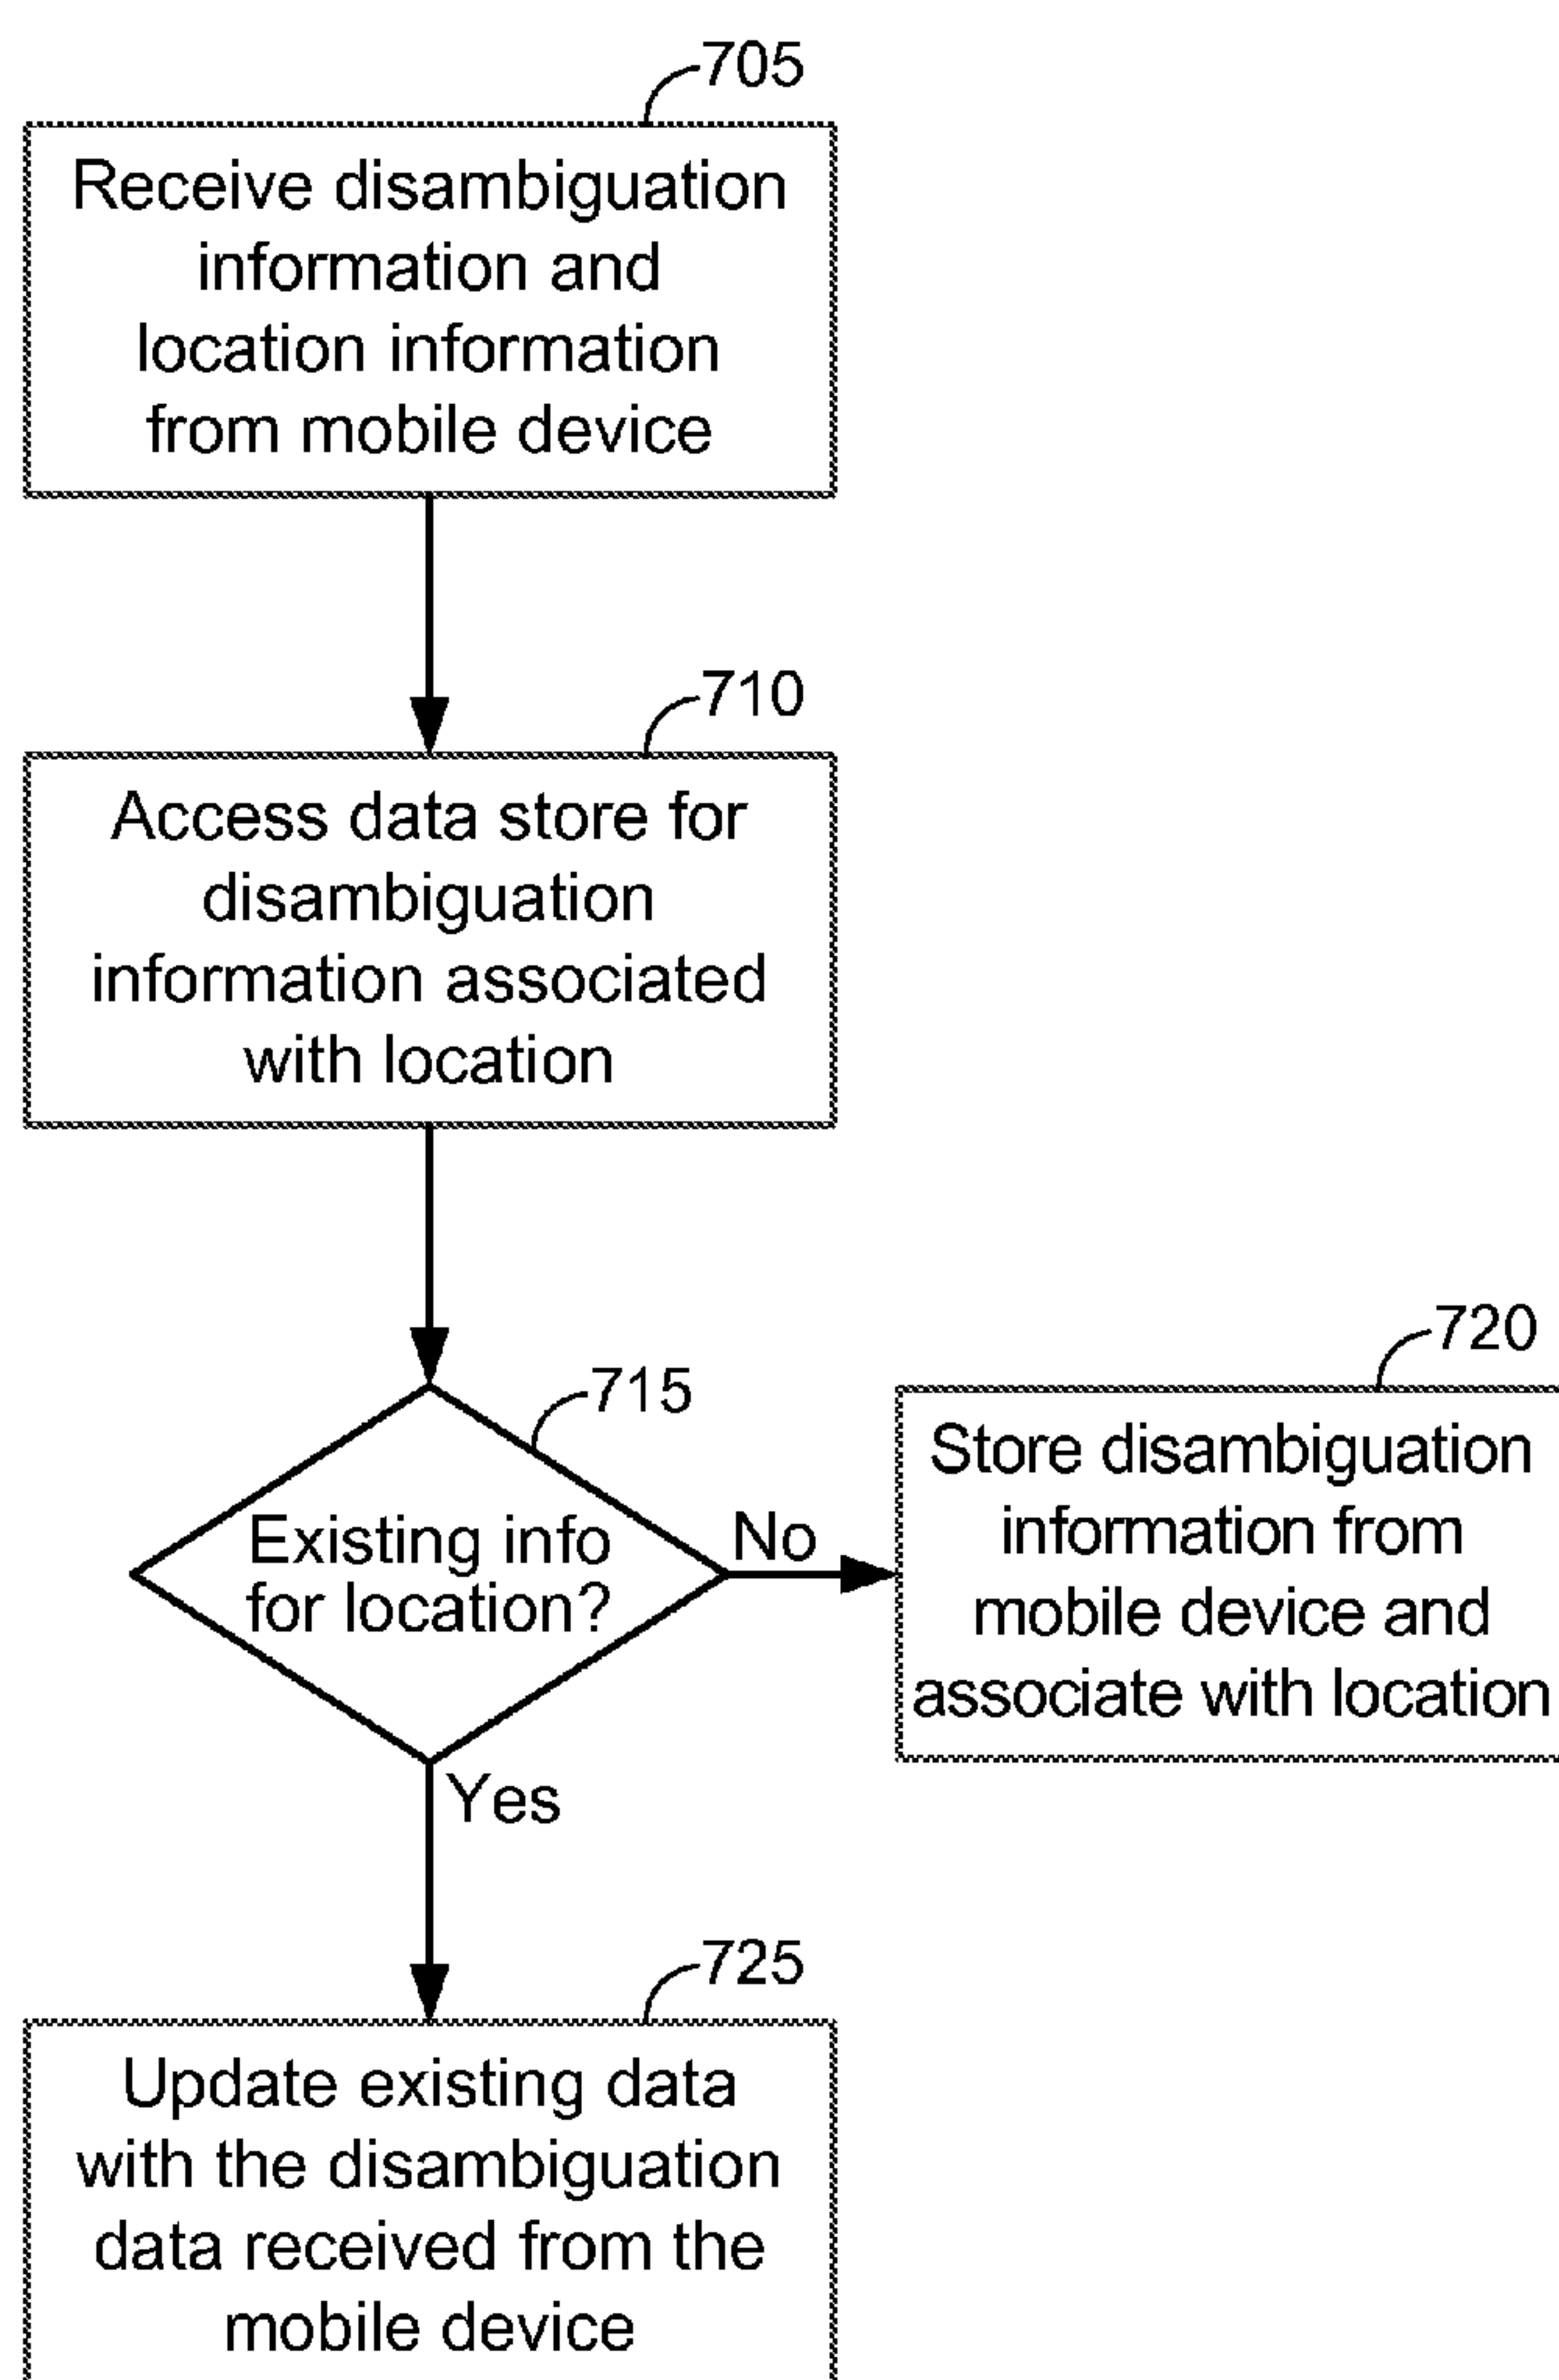 705
Receive disambiguation
information and
location information
from mobile device
710
Access data store for
disambiguation
information associated
with location
715
Existing info
for location?
No
720
Store disambiguation
information from
mobile device and
associate with location
Yes
725
Update existing data
with the disambiguation
data received from the
mobile device